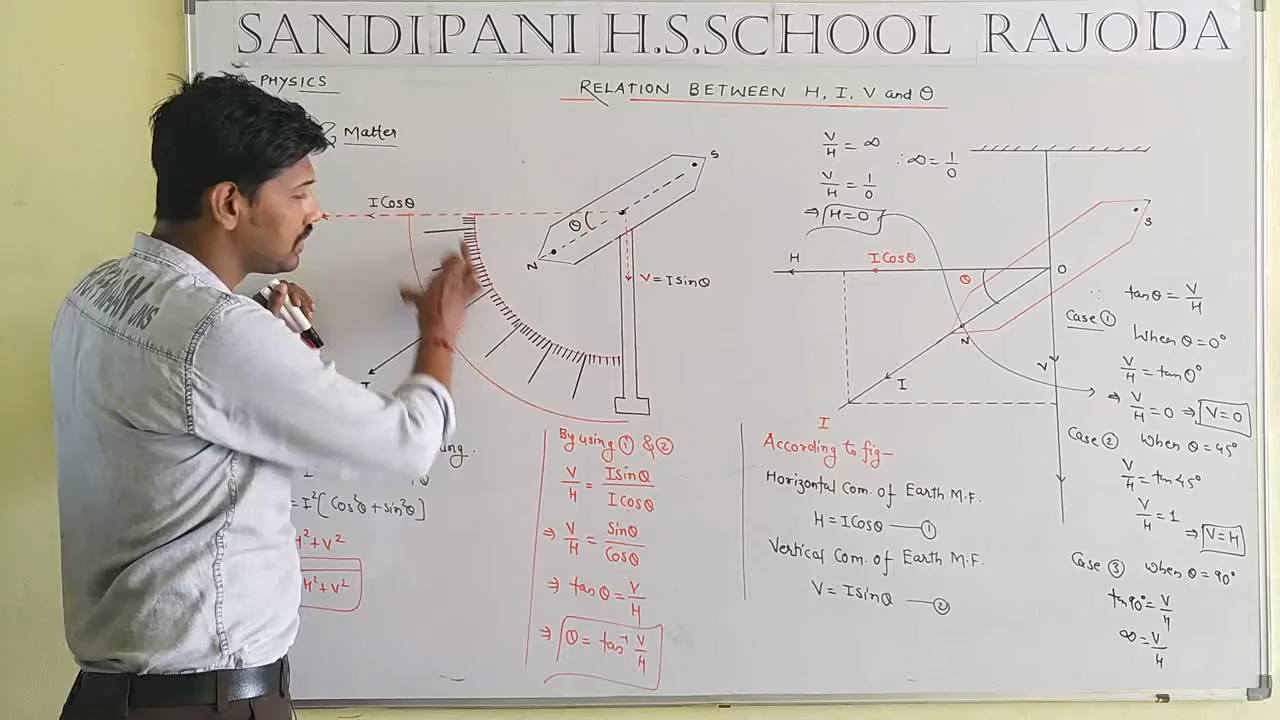 SANDIPANI H.S.SCHOOL RAJODA
PHYSICS
RELATION BETWEEN H, I, V and θ
& Matter
ICosθ
θ
S
N
V = ISinθ
I
= I²[Cos²θ + sin²θ]
H² + V²
H² + V²
By using ① & ②
V/H = ISinθ/ICosθ
⇒ V/H = Sinθ/Cosθ
⇒ tanθ = V/H
⇒ θ = tan⁻¹ V/H
V/H = ∞
∵ ∞ = 1/0
V/H = 1/0
⇒ H=0
S
H
ICosθ
θ
O
N
V
I
I
According to fig–
Horizontal Com. of Earth M.F.
H = ICosθ —①
Vertical Com. of Earth M.F.
V = ISinθ —②
∵ tanθ = V/H
Case ①
When θ=0°
V/H = tan0°
⇒ V/H = 0 ⇒ V=0
Case ② When θ=45°
V/H = tan45°
V/H = 1
⇒ V=H
Case ③ When θ=90°
tan90° = V/H
∞ = V/H